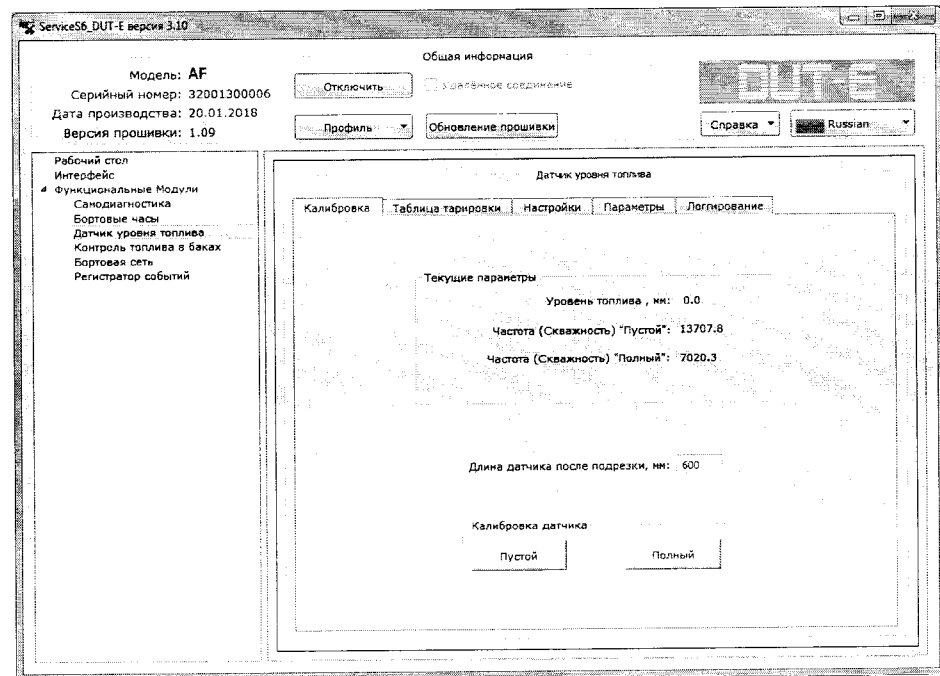 ServiceS6_DUT-E версия 3.10
Общая информация
Модель: AF
Серийный номер: 32001300006
Дата производства: 20.01.2018
Версия прошивки: 1.09
Отключить
Удалённое соединение
DUT-E
Профиль
Обновление прошивки
Справка
Russian
Рабочий стол
Интерфейс
Функциональные Модули
Самодиагностика
Бортовые часы
Датчик уровня топлива
Контроль топлива в баках
Бортовая сеть
Регистратор событий
Датчик уровня топлива
Калибровка
Таблица тарировки
Настройки
Параметры
Логгирование
Текущие параметры
Уровень топлива , мм: 0.0
Частота (Скважность) "Пустой": 13707.8
Частота (Скважность) "Полный": 7020.3
Длина датчика после подрезки, мм: 600
Калибровка датчика
Пустой
Полный